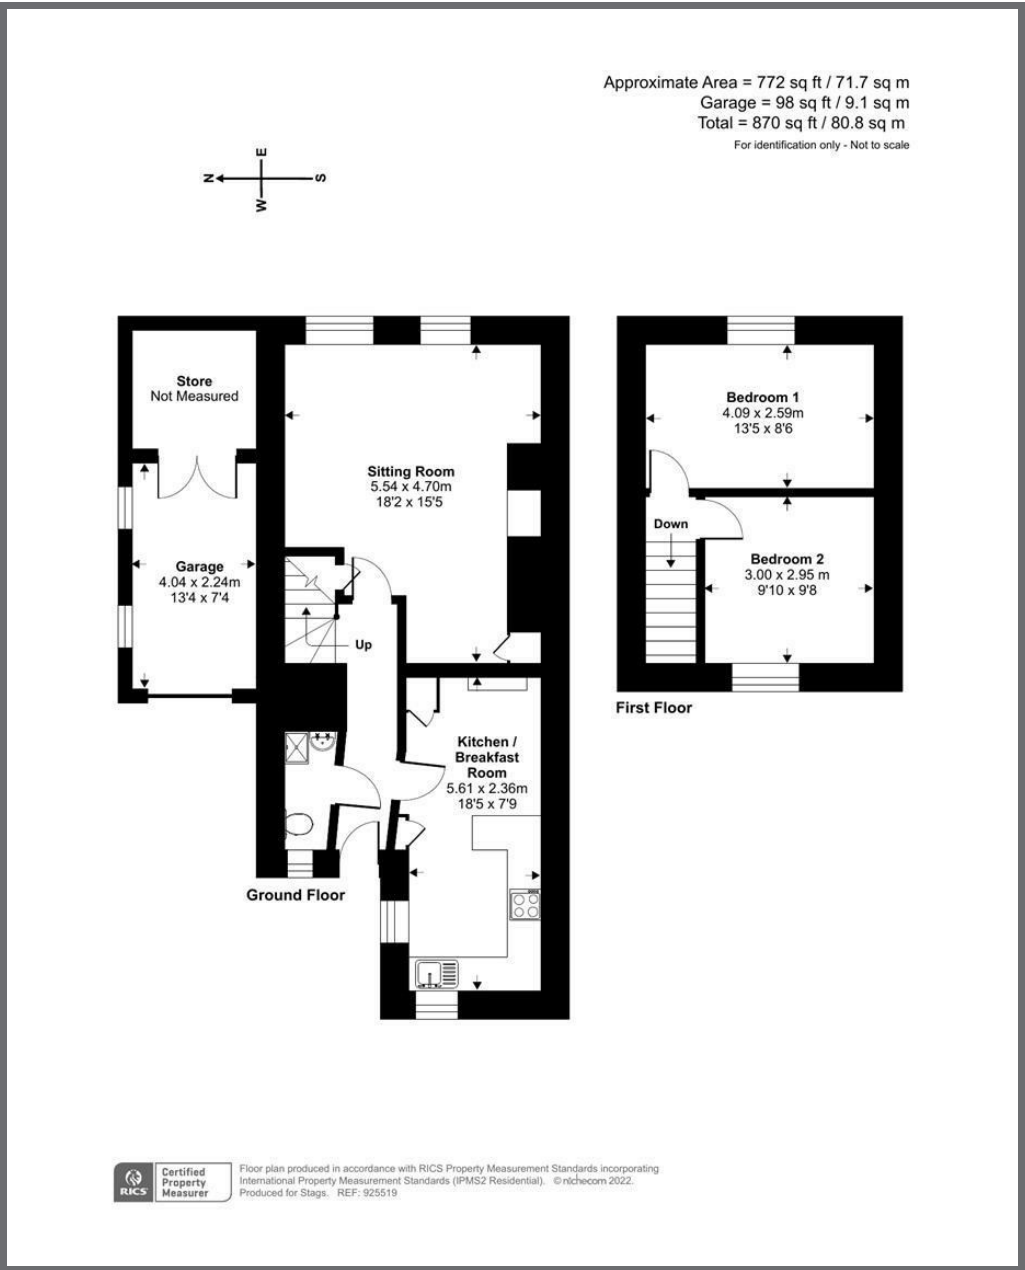 Approximate Area = 772 sq ft / 71.7 sq m
Garage = 98 sq ft / 9.1 sq m
Total = 870 sq ft / 80.8 sq m
For identification only - Not to scale
E
N
S
W
Store
Not Measured
Sitting Room
5.54 x 4.70m
18'2 x 15'5
Garage
4.04 x 2.24m
13'4 x 7'4
Up
Kitchen /
Breakfast
Room
5.61 x 2.36m
18'5 x 7'9
Ground Floor
Bedroom 1
4.09 x 2.59m
13'5 x 8'6
Down
Bedroom 2
3.00 x 2.95 m
9'10 x 9'8
First Floor
RICS
Certified
Property
Measurer
Floor plan produced in accordance with RICS Property Measurement Standards incorporating
International Property Measurement Standards (IPMS2 Residential). © nıchecom 2022.
Produced for Stags. REF: 925519